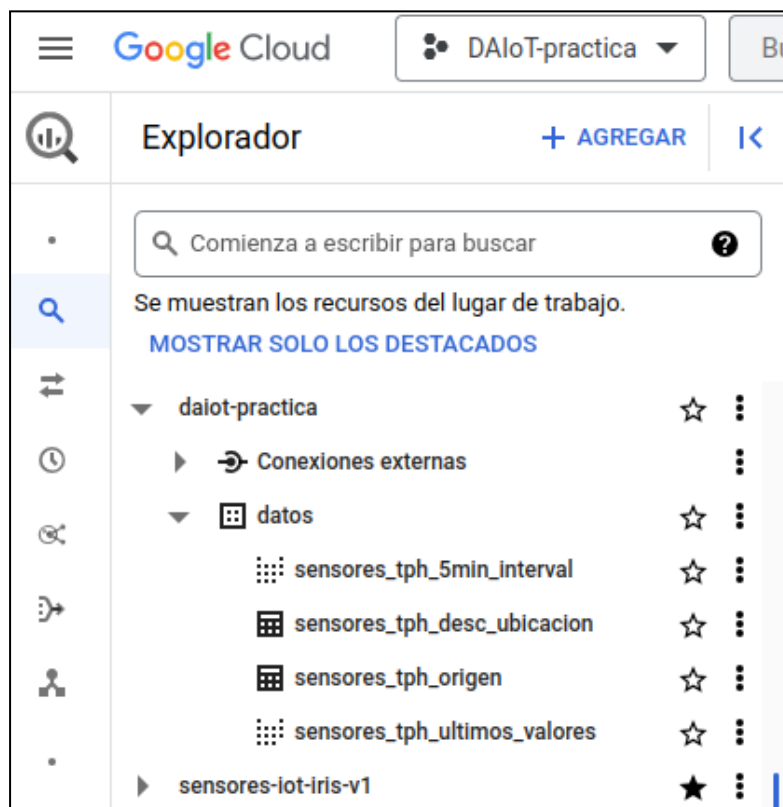 Google Cloud DAIoT-practica Bu
Explorador + AGREGAR
Comienza a escribir para buscar
Se muestran los recursos del lugar de trabajo.
MOSTRAR SOLO LOS DESTACADOS
daiot-practica
Conexiones externas
datos
sensores_tph_5min_interval
sensores_tph_desc_ubicacion
sensores_tph_origen
sensores_tph_ultimos_valores
sensores-iot-iris-v1